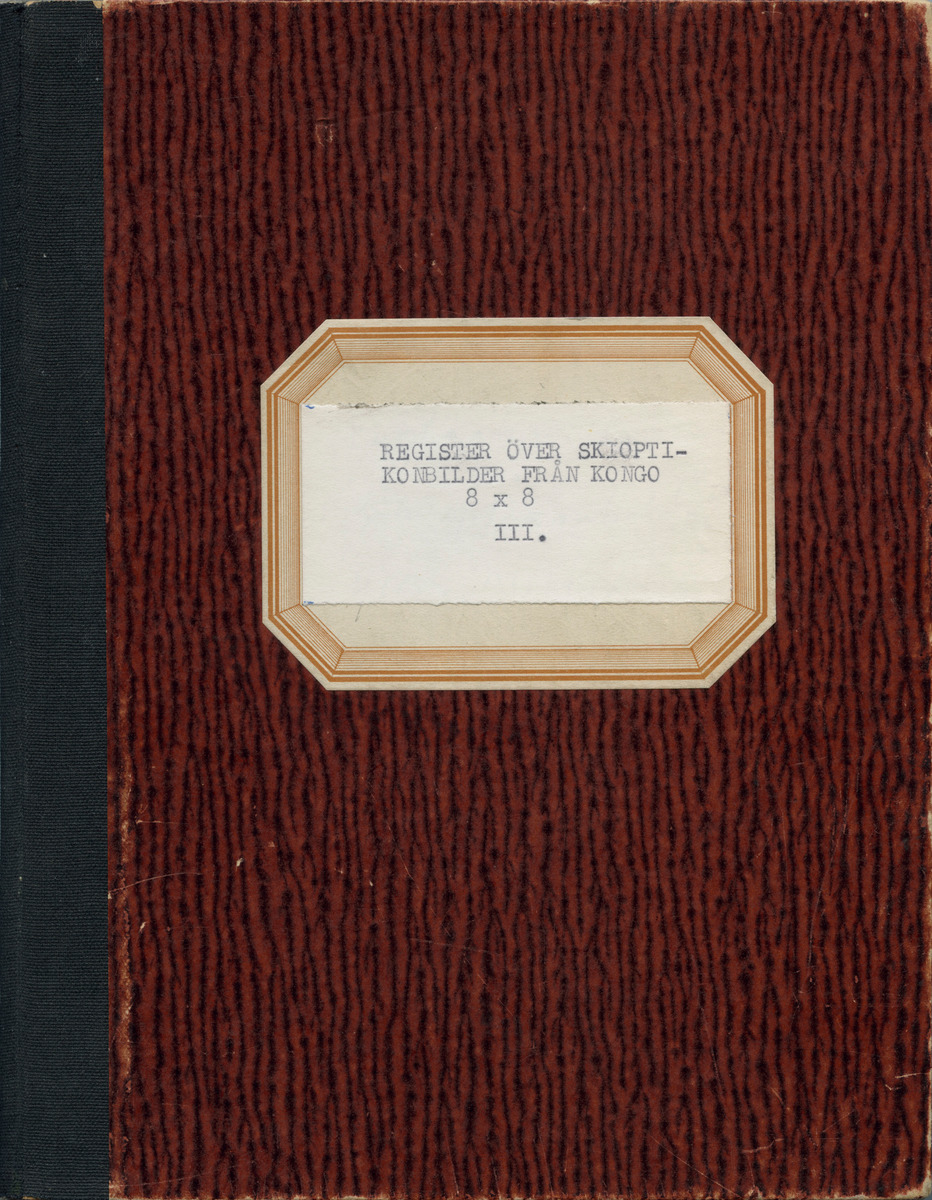 REGISTER ÖVER SKIOPTI-
KONBILDER FRÅN KONGO
8 x 8
III.